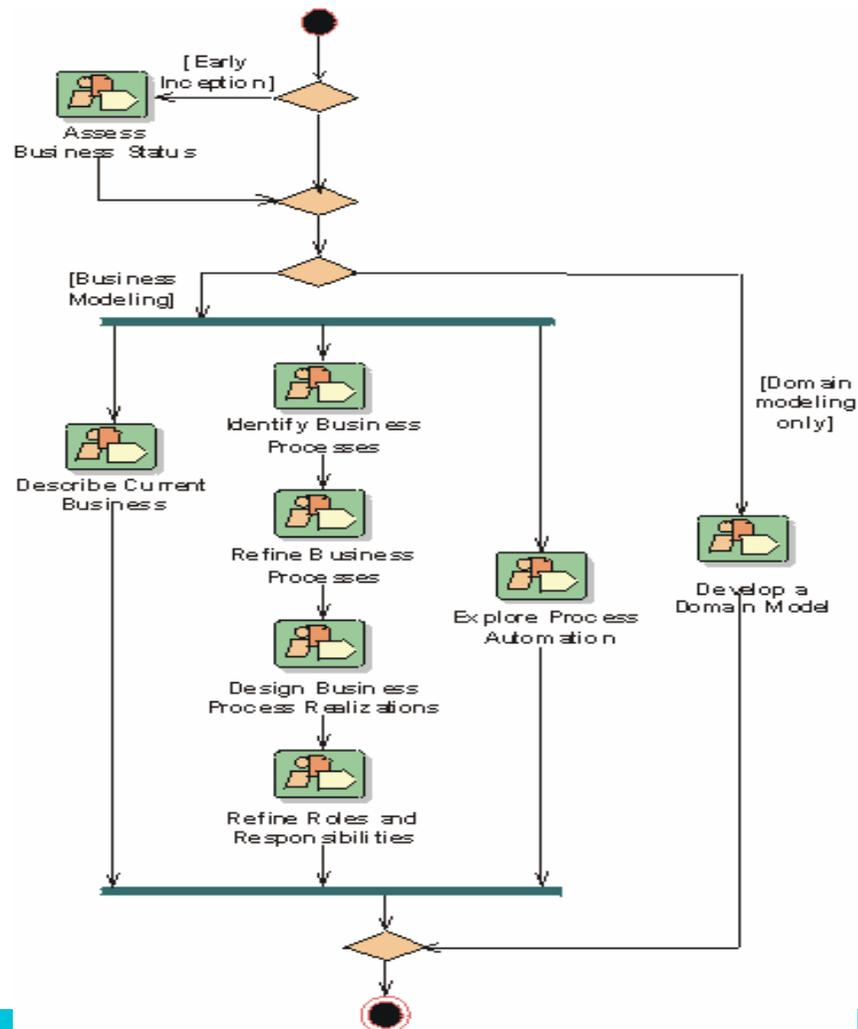 [Early
Inception]
Assess
Business Status
[Business
Modeling]
[Domain
modeling
only]
Identify Business
Processes
Describe Current
Business
Refine Business
Processes
Explore Process
Automation
Develop a
Domain Model
Design Business
Process Realizations
Refine Roles and
Responsibilities